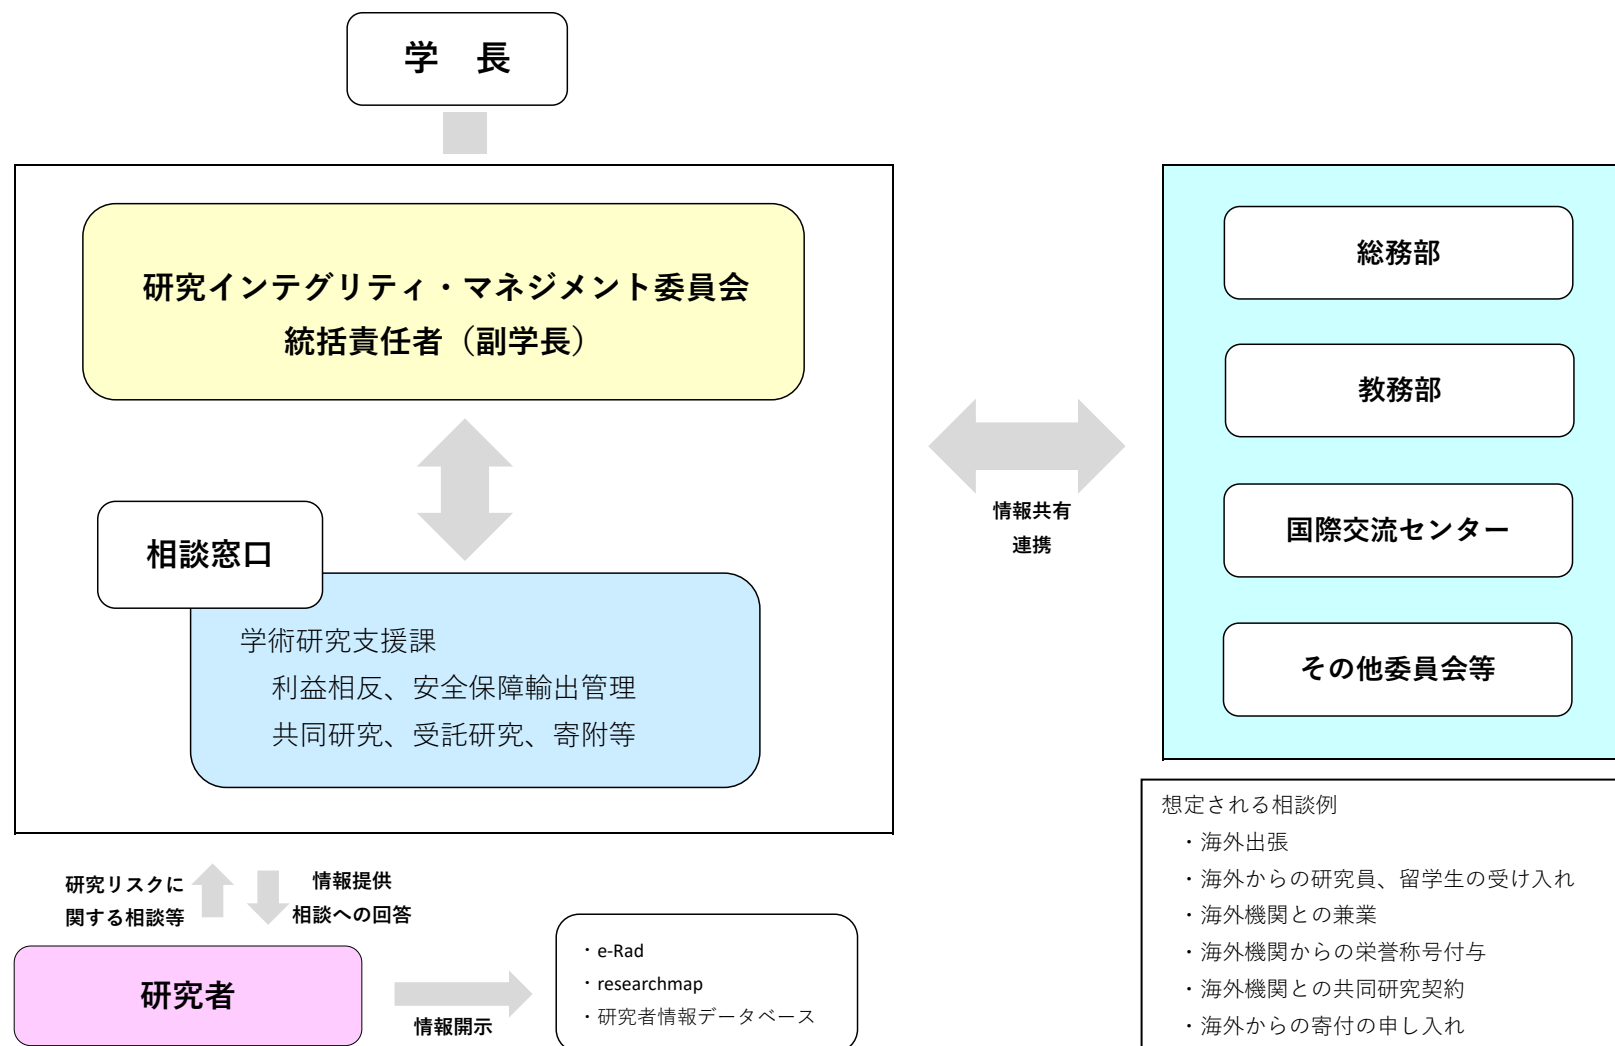 学　長
研究インテグリティ・マネジメント委員会
統括責任者（副学長）
相談窓口
学術研究支援課
利益相反、安全保障輸出管理
共同研究、受託研究、寄附等
情報共有
連携
総務部
教務部
国際交流センター
その他委員会等
研究リスクに
関する相談等
情報提供
相談への回答
研究者
情報開示
・e-Rad
・researchmap
・研究者情報データベース
想定される相談例
・海外出張
・海外からの研究員、留学生の受け入れ
・海外機関との兼業
・海外機関からの栄誉称号付与
・海外機関との共同研究契約
・海外からの寄付の申し入れ